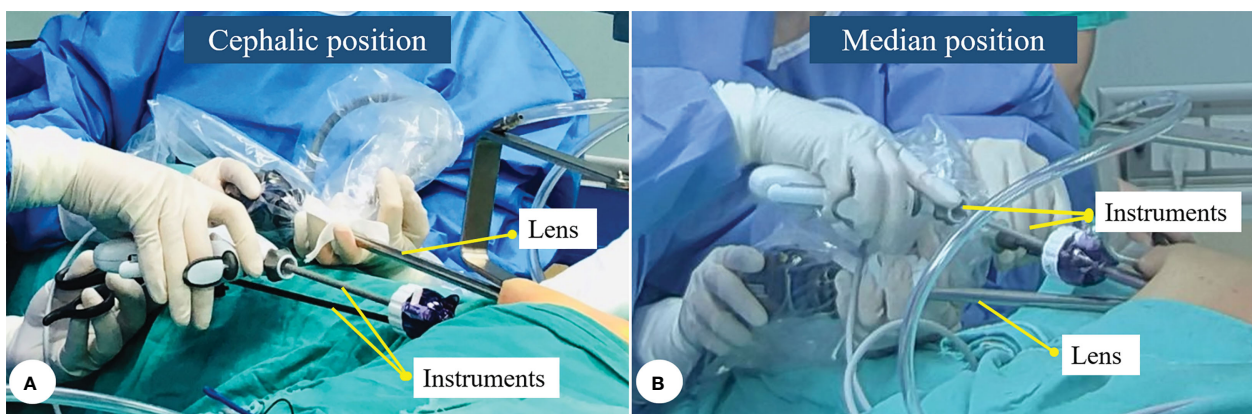 Cephalic position
Lens
Instruments
A
Median position
Instruments
Lens
B